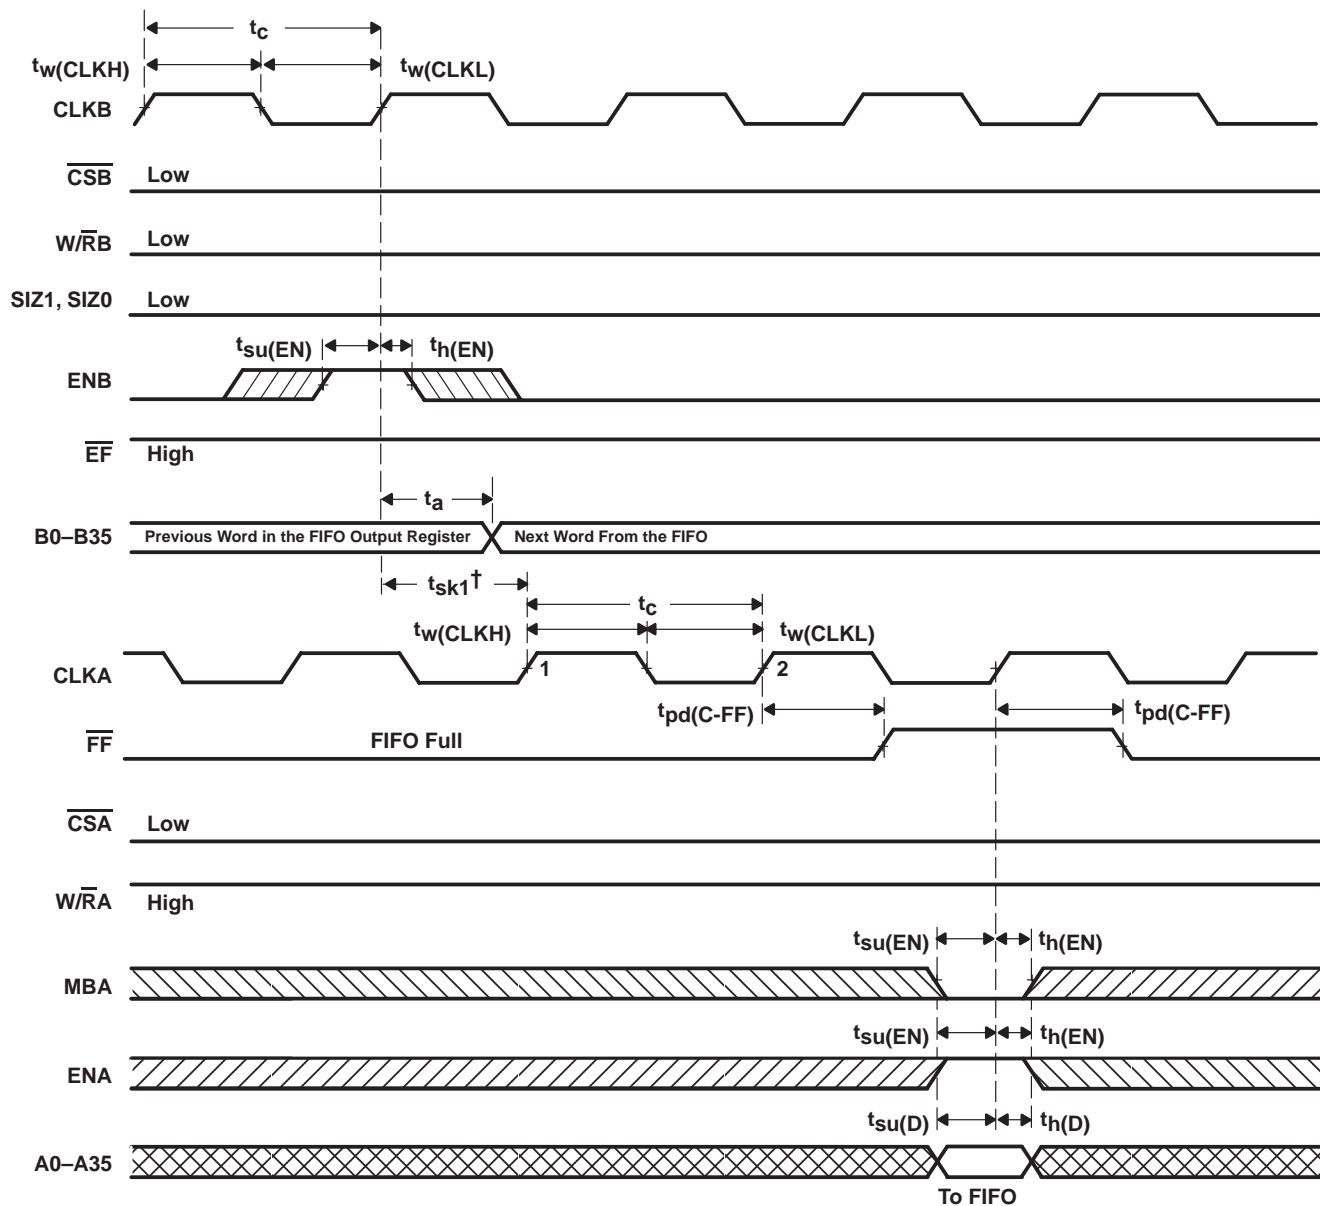 tc
tw(CLKH) tw(CLKL)
CLKB
CSB Low
W/RB Low
SIZ1, SIZ0 Low
tsu(EN) th(EN)
ENB
EF High
ta
B0–B35 Previous Word in the FIFO Output Register Next Word From the FIFO
tsk1†
tc
tw(CLKH) tw(CLKL)
CLKA 1 2
tpd(C-FF) tpd(C-FF)
FF FIFO Full
CSA Low
W/RA High
tsu(EN) th(EN)
MBA
tsu(EN) th(EN)
ENA
tsu(D) th(D)
A0–A35
To FIFO